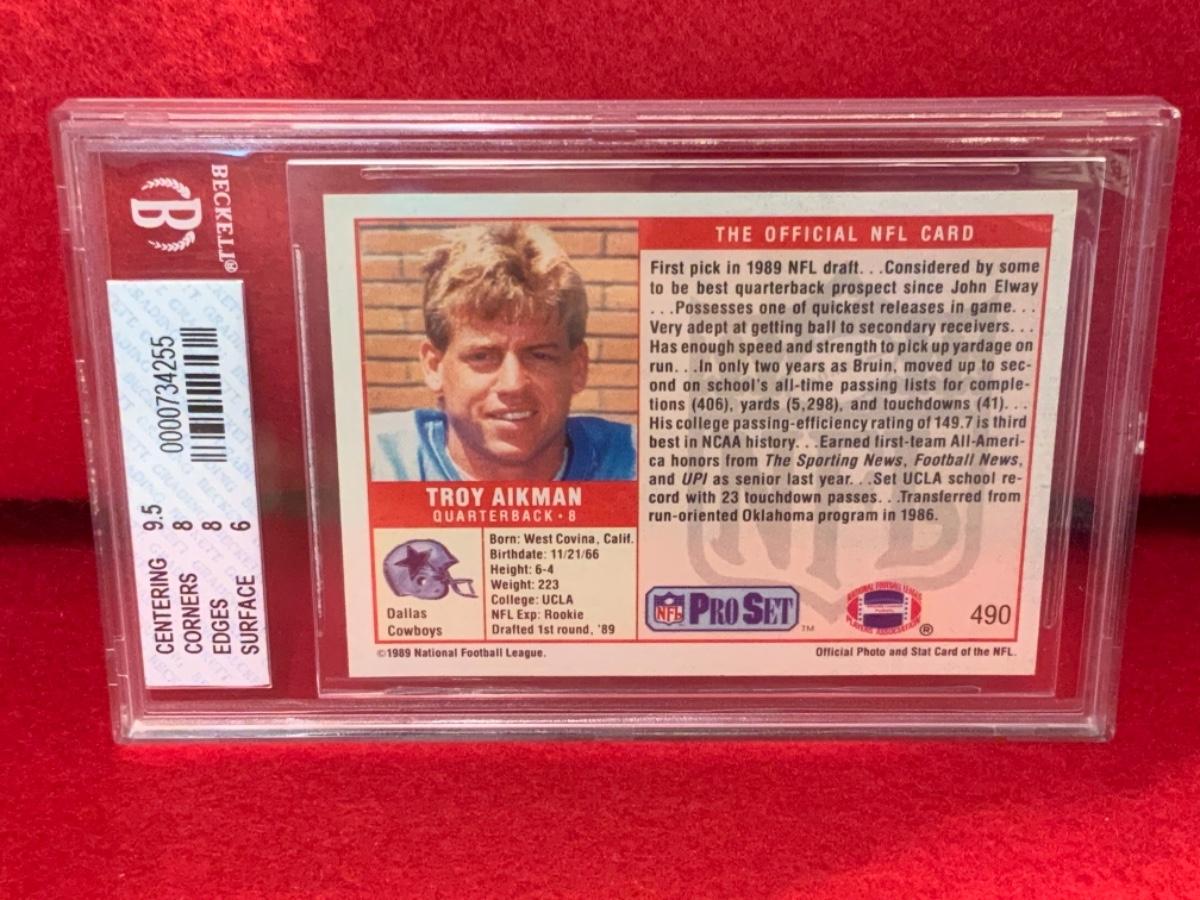 BECKETT®
B
0000734255
CENTERING 9.5
CORNERS 8
EDGES 8
SURFACE 6
THE OFFICIAL NFL CARD
First pick in 1989 NFL draft. . .Considered by some
to be best quarterback prospect since John Elway
. . .Possesses one of quickest releases in game. . .
Very adept at getting ball to secondary receivers. . .
Has enough speed and strength to pick up yardage on
run. . .In only two years as Bruin, moved up to sec-
ond on school's all-time passing lists for comple-
tions (406), yards (5,298), and touchdowns (41). . .
His college passing-efficiency rating of 149.7 is third
best in NCAA history. . .Earned first-team All-Ameri-
ca honors from The Sporting News, Football News,
and UPI as senior last year. . .Set UCLA school re-
cord with 23 touchdown passes. . .Transferred from
run-oriented Oklahoma program in 1986.
TROY AIKMAN
QUARTERBACK • 8
Dallas
Cowboys
Born: West Covina, Calif.
Birthdate: 11/21/66
Height: 6-4
Weight: 223
College: UCLA
NFL Exp: Rookie
Drafted 1st round, '89
NFL
NFL PRO SET™
NATIONAL FOOTBALL LEAGUE
PLAYERS ASSOCIATION
®
490
©1989 National Football League.
Official Photo and Stat Card of the NFL.